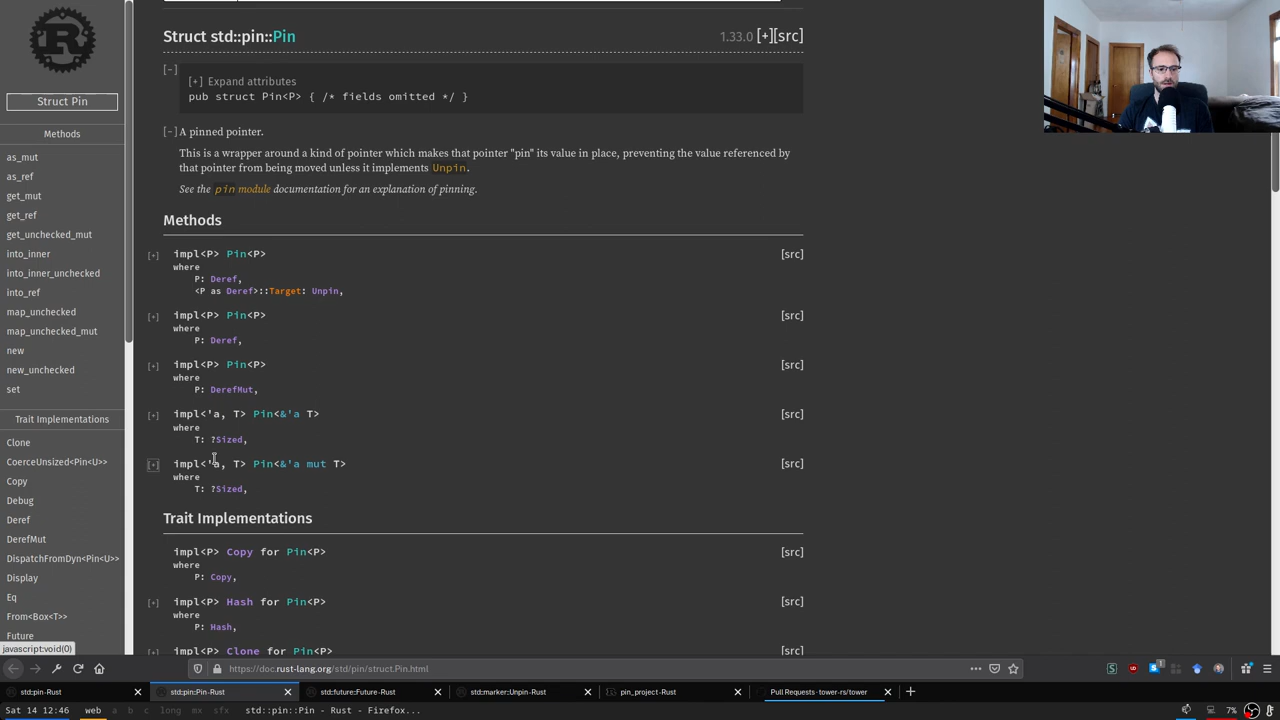 Struct std::pin::Pin
1.33.0 [+][src]
[-]
[+] Expand attributes
pub struct Pin<P> { /* fields omitted */ }
[-] A pinned pointer.
This is a wrapper around a kind of pointer which makes that pointer "pin" its value in place, preventing the value referenced by
that pointer from being moved unless it implements Unpin.
See the pin module documentation for an explanation of pinning.
Methods
[+] impl<P> Pin<P> [src]
where
P: Deref,
<P as Deref>::Target: Unpin,
[+] impl<P> Pin<P> [src]
where
P: Deref,
[+] impl<P> Pin<P> [src]
where
P: DerefMut,
[+] impl<'a, T> Pin<&'a T> [src]
where
T: ?Sized,
[+] impl<'a, T> Pin<&'a mut T> [src]
where
T: ?Sized,
Trait Implementations
impl<P> Copy for Pin<P> [src]
where
P: Copy,
[+] impl<P> Hash for Pin<P> [src]
where
P: Hash,
[+] impl<P> Clone for Pin<P> [src]
Struct Pin
Methods
as_mut
as_ref
get_mut
get_ref
get_unchecked_mut
into_inner
into_inner_unchecked
into_ref
map_unchecked
map_unchecked_mut
new
new_unchecked
set
Trait Implementations
Clone
CoerceUnsized<Pin<U>>
Copy
Debug
Deref
DerefMut
DispatchFromDyn<Pin<U>>
Display
Eq
From<Box<T>>
Future
javascript:void(0)
https://doc.rust-lang.org/std/pin/struct.Pin.html
std::pin - Rust
std::pin::Pin - Rust
std::future::Future - Rust
std::marker::Unpin - Rust
pin_project - Rust
Pull Requests · tower-rs/tower
Sat 14 12:46 web a b c long mx sfx std::pin::Pin - Rust - Firefox...
7%